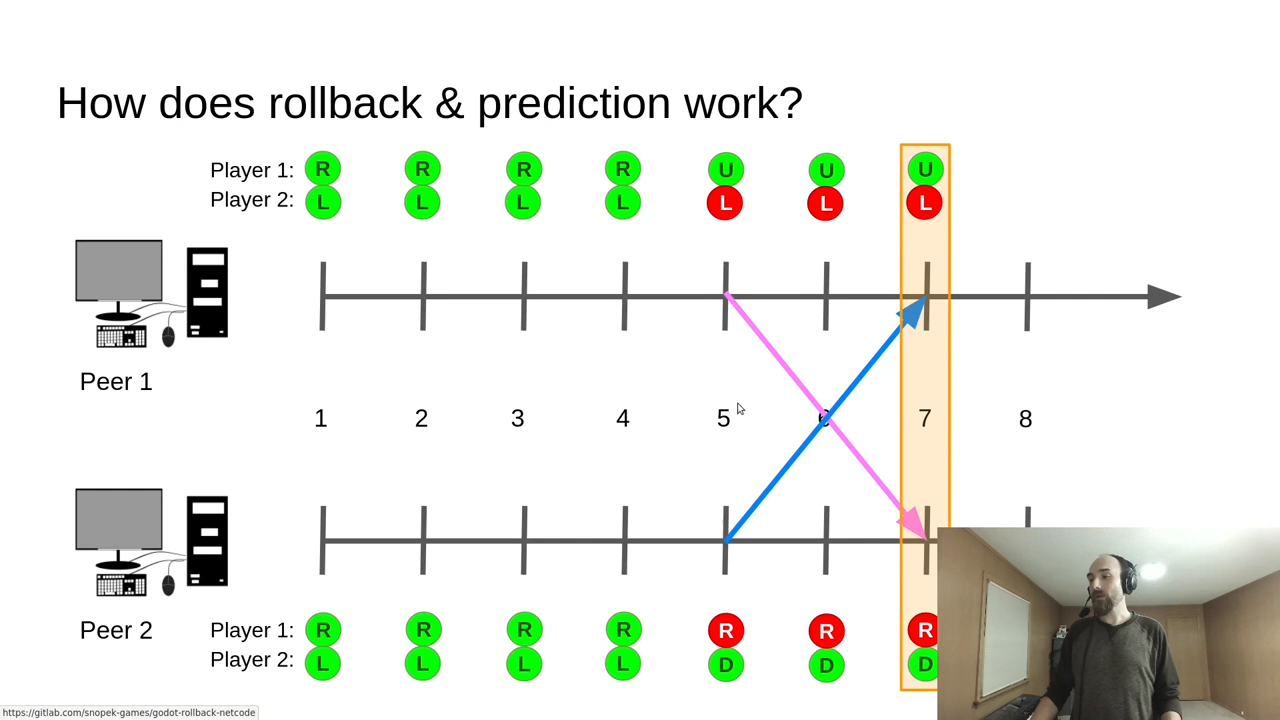 How does rollback & prediction work?
Player 1: R R R R U U U
Player 2: L L L L L L L
Peer 1
1 2 3 4 5 6 7 8
Peer 2
Player 1: R R R R R R R
Player 2: L L L L D D D
https://gitlab.com/snopek-games/godot-rollback-netcode